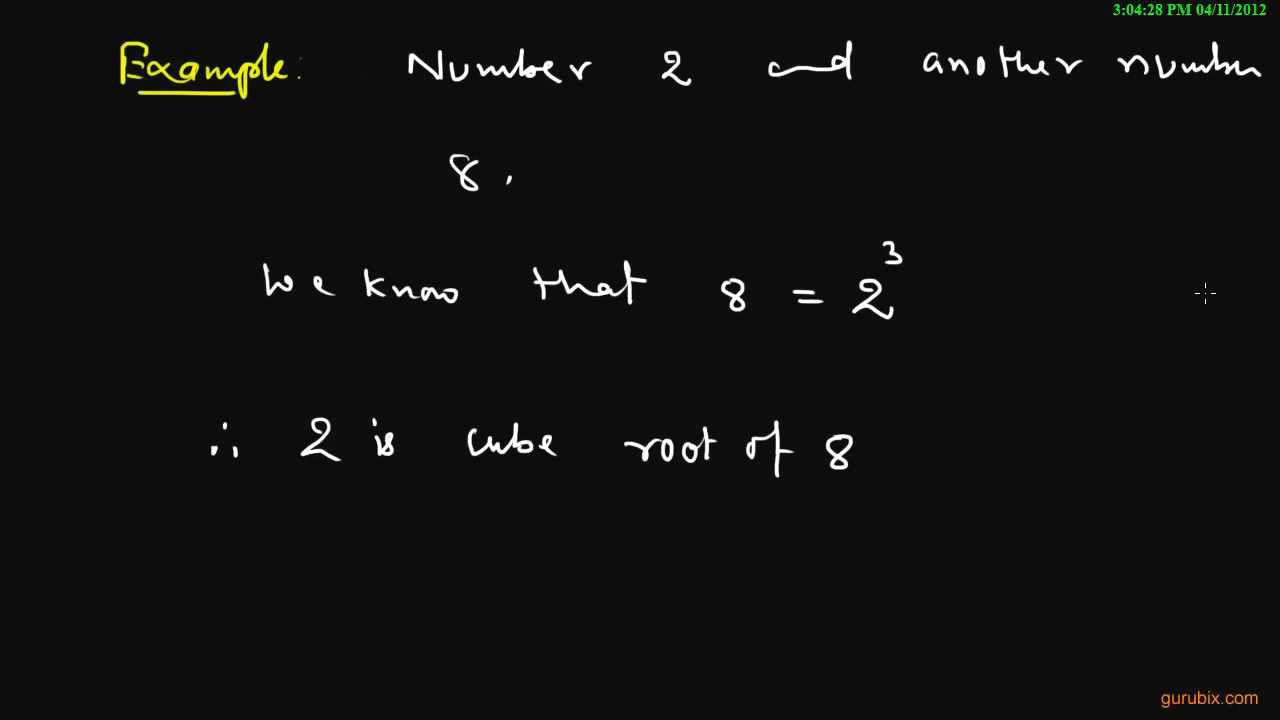 3:04:28 PM 04/11/2012
Example: Number 2 and another number
8.
We know that 8 = 2³
∴ 2 is cube root of 8
gurubix.com